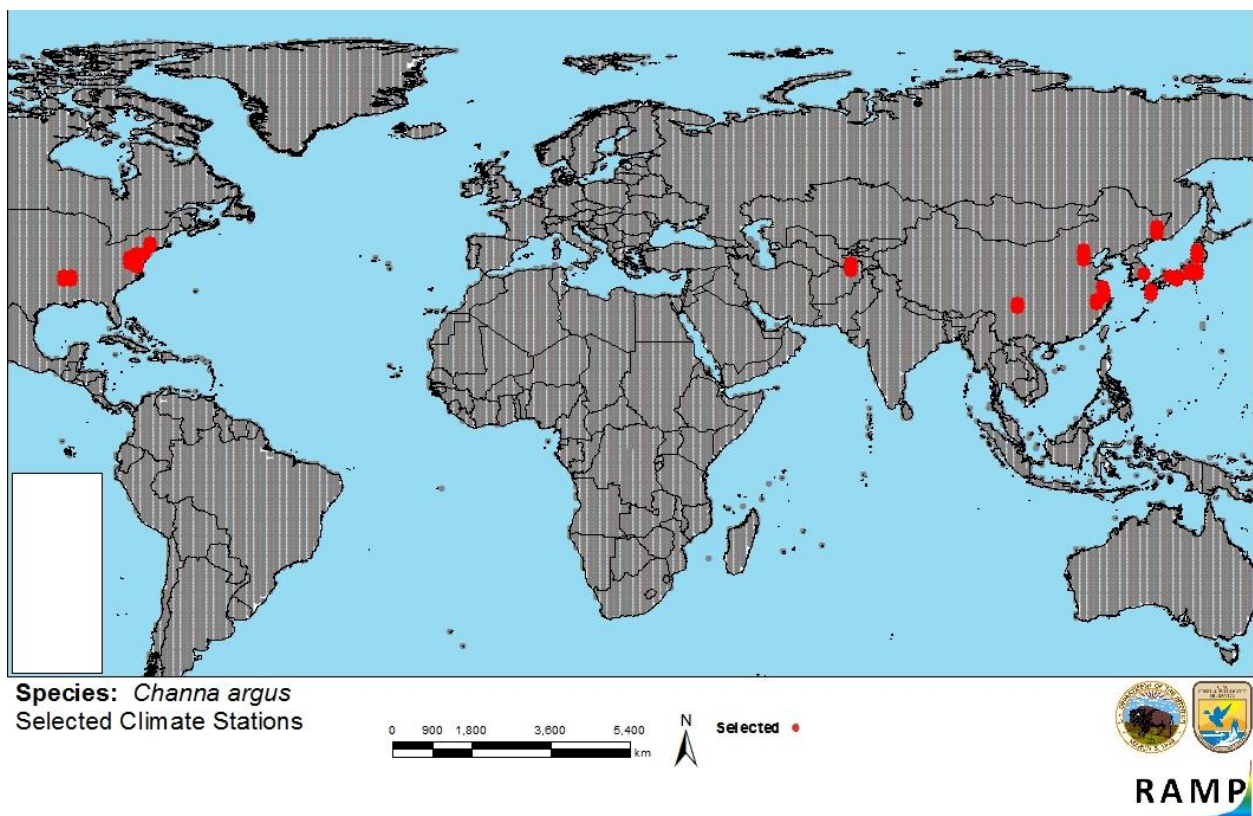 Species: Channa argus
Selected Climate Stations
0 900 1,800 3,600 5,400
km
N
Selected
RAMP